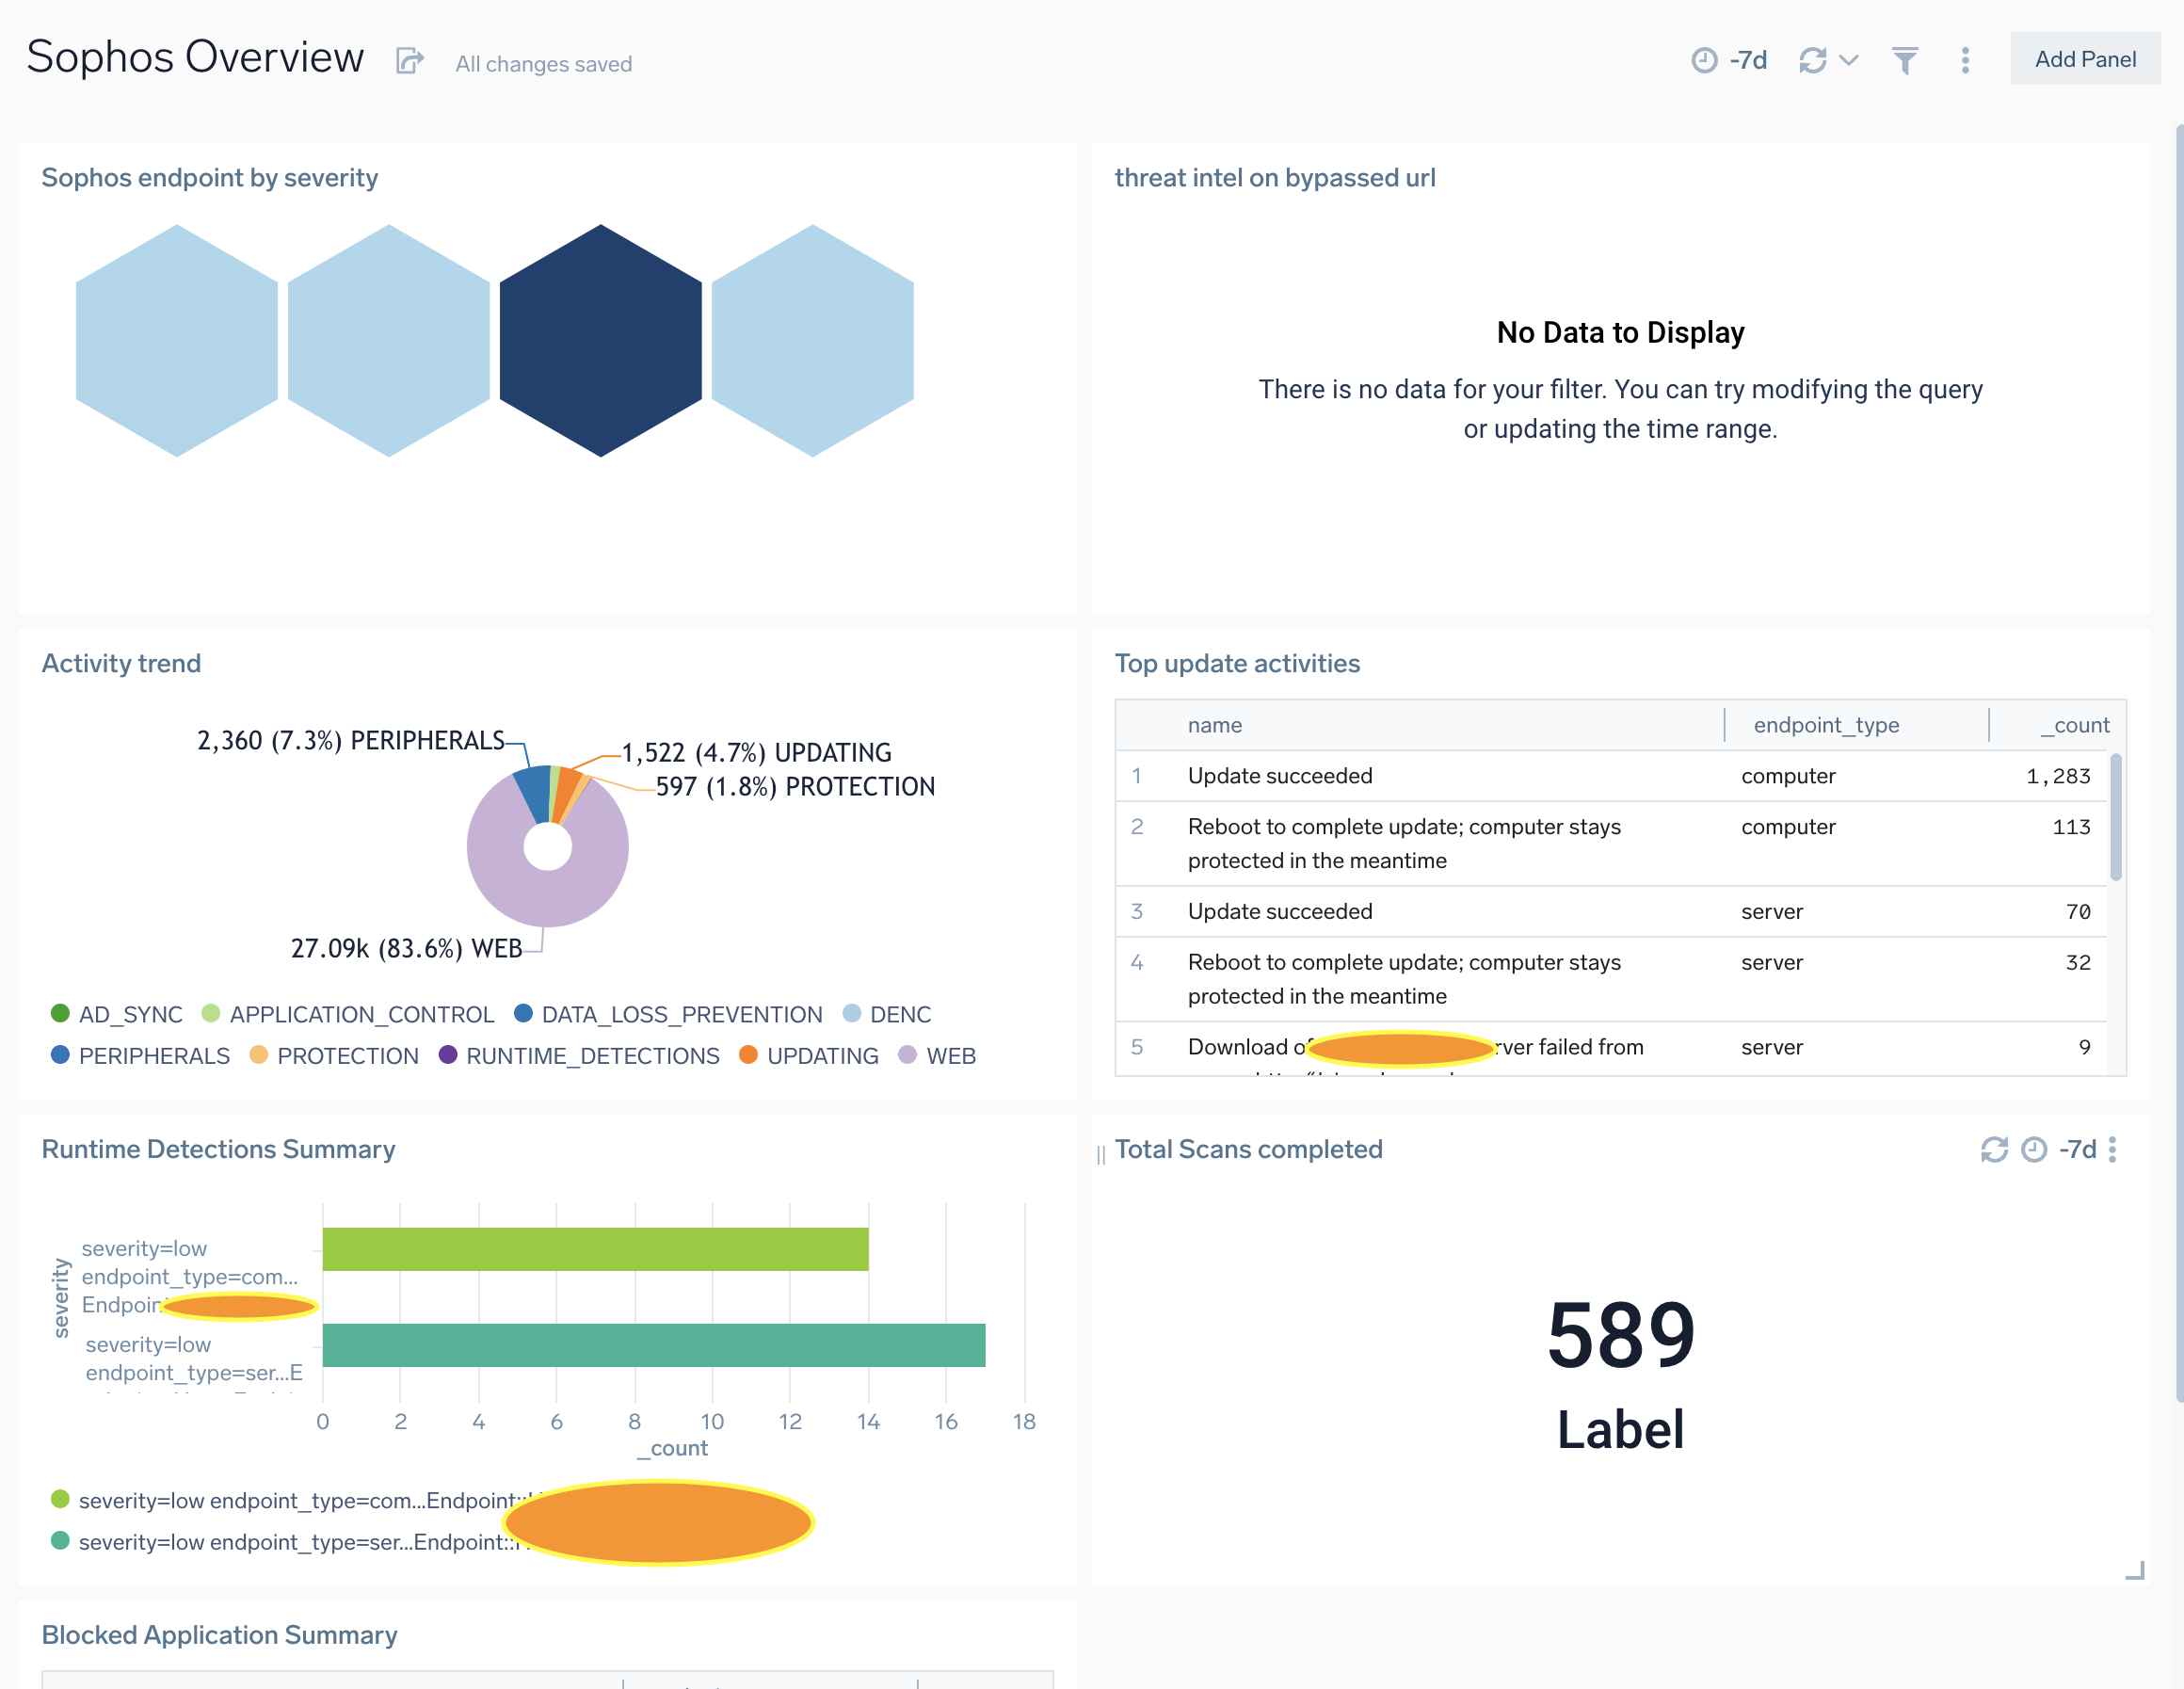 Sophos Overview
All changes saved
-7d
Add Panel
Sophos endpoint by severity
threat intel on bypassed url
No Data to Display
There is no data for your filter. You can try modifying the query
or updating the time range.
Activity trend
2,360 (7.3%) PERIPHERALS
1,522 (4.7%) UPDATING
597 (1.8%) PROTECTION
27.09k (83.6%) WEB
AD_SYNC APPLICATION_CONTROL DATA_LOSS_PREVENTION DENC
PERIPHERALS PROTECTION RUNTIME_DETECTIONS UPDATING WEB
Top update activities
name endpoint_type _count
1 Update succeeded computer 1,283
2 Reboot to complete update; computer stays computer 113
protected in the meantime
3 Update succeeded server 70
4 Reboot to complete update; computer stays server 32
protected in the meantime
5 Download of failed from server 9
Runtime Detections Summary
severity
severity=low
endpoint_type=com...
severity=low
endpoint_type=ser...E
0 2 4 6 8 10 12 14 16 18
_count
severity=low endpoint_type=com...Endpoint::
severity=low endpoint_type=ser...Endpoint::
Total Scans completed
-7d
589
Label
Blocked Application Summary